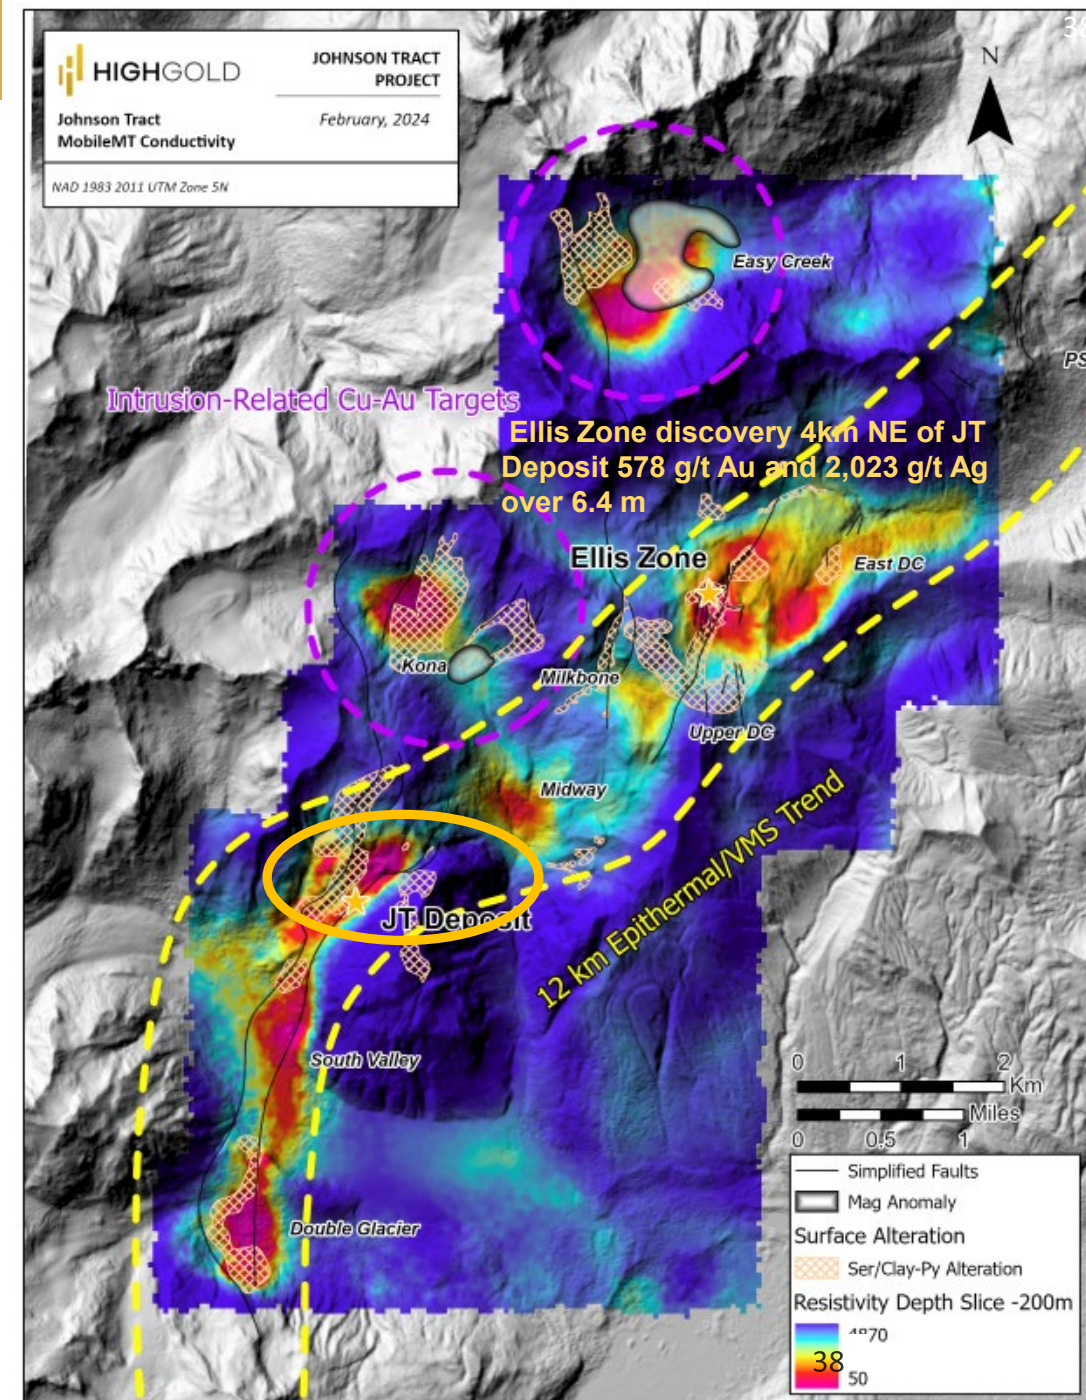 HIGHGOLD
JOHNSON TRACT
PROJECT
Johnson Tract
MobileMT Conductivity
February, 2024
NAD 1983 2011 UTM Zone 5N
N
Easy Creek
PS
Intrusion-Related Cu-Au Targets
Ellis Zone discovery 4km NE of JT
Deposit 578 g/t Au and 2,023 g/t Ag
over 6.4 m
Ellis Zone
East DC
Kona
Milkbone
Upper DC
Midway
12 km Epithermal/VMS Trend
JT Deposit
South Valley
Double Glacier
0 1 2
Km
Miles
0 0.5 1
Simplified Faults
Mag Anomaly
Surface Alteration
Ser/Clay-Py Alteration
Resistivity Depth Slice -200m
38
50